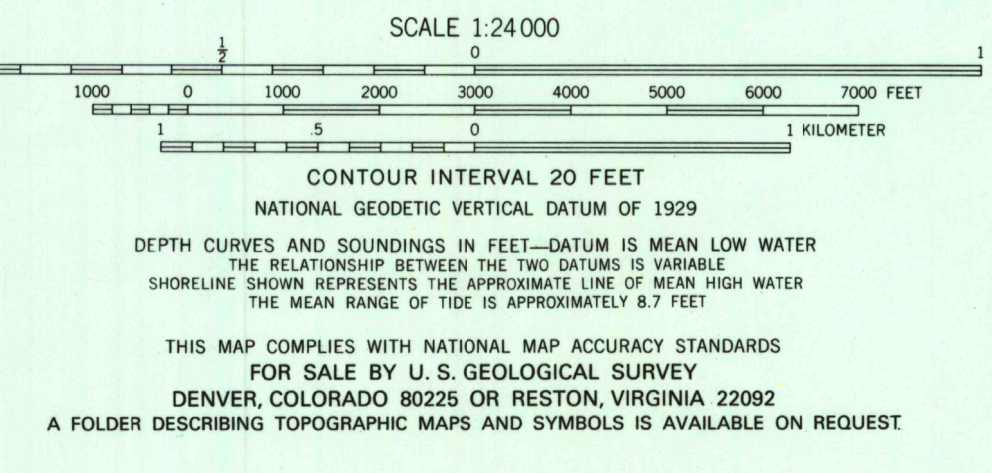 SCALE 1:24 000
1/2 0 1
1000 0 1000 2000 3000 4000 5000 6000 7000 FEET
1 .5 0 1 KILOMETER
CONTOUR INTERVAL 20 FEET
NATIONAL GEODETIC VERTICAL DATUM OF 1929
DEPTH CURVES AND SOUNDINGS IN FEET—DATUM IS MEAN LOW WATER
THE RELATIONSHIP BETWEEN THE TWO DATUMS IS VARIABLE
SHORELINE SHOWN REPRESENTS THE APPROXIMATE LINE OF MEAN HIGH WATER
THE MEAN RANGE OF TIDE IS APPROXIMATELY 8.7 FEET
THIS MAP COMPLIES WITH NATIONAL MAP ACCURACY STANDARDS
FOR SALE BY U. S. GEOLOGICAL SURVEY
DENVER, COLORADO 80225 OR RESTON, VIRGINIA 22092
A FOLDER DESCRIBING TOPOGRAPHIC MAPS AND SYMBOLS IS AVAILABLE ON REQUEST